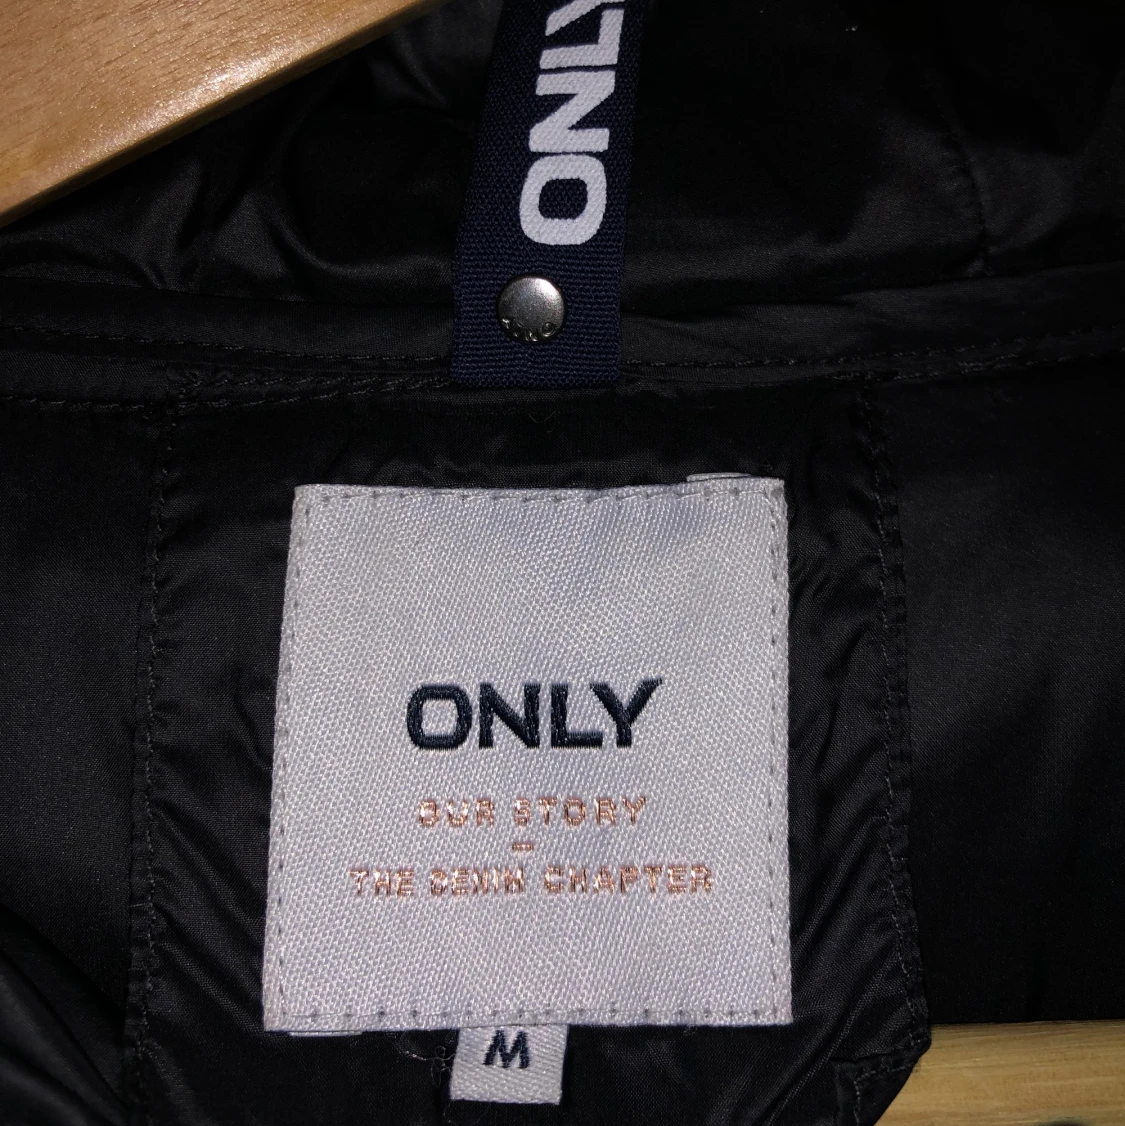 ONLY
ONLY
OUR STORY
–
THE DENIM CHAPTER
M